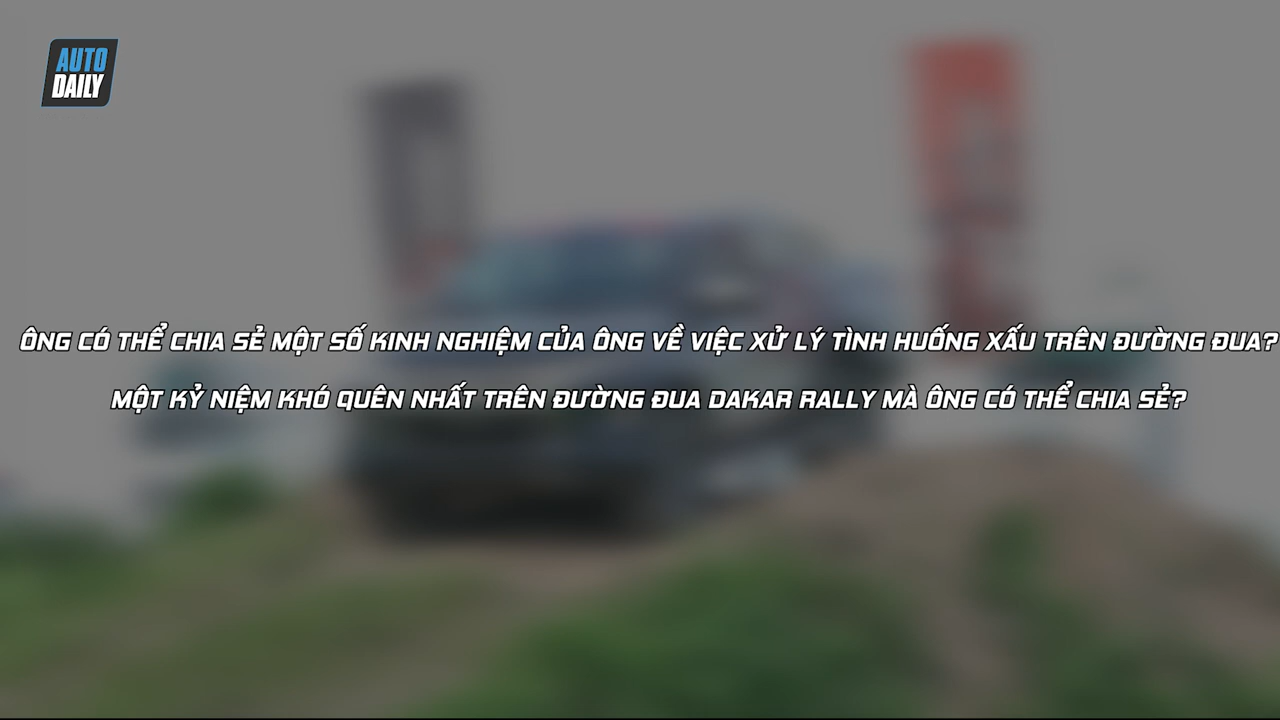 AUTO
DAILY
ÔNG CÓ THỂ CHIA SẺ MỘT SỐ KINH NGHIỆM CỦA ÔNG VỀ VIỆC XỬ LÝ TÌNH HUỐNG XẤU TRÊN ĐƯỜNG ĐUA?
MỘT KỶ NIỆM KHÓ QUÊN NHẤT TRÊN ĐƯỜNG ĐUA DAKAR RALLY MÀ ÔNG CÓ THỂ CHIA SẺ?